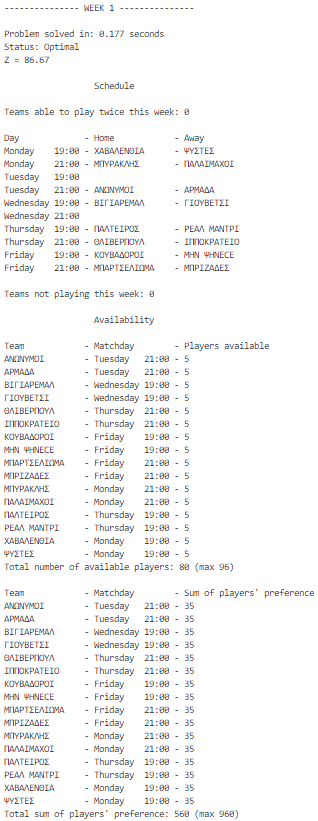 --------------- WEEK 1 ---------------
Problem solved in: 0.177 seconds
Status: Optimal
Z = 86.67
Schedule
Teams able to play twice this week: 0
Day - Home - Away
Monday 19:00 - ΧΑΒΑΛΕΝΘΙΑ - ΨΥΣΤΕΣ
Monday 21:00 - ΜΠΥΡΑΚΛΗΣ - ΠΑΛΑΙΜΑΧΟΙ
Tuesday 19:00
Tuesday 21:00 - ΑΝΩΝΥΜΟΙ - ΑΡΜΑΔΑ
Wednesday 19:00 - ΒΙΓΙΑΡΕΜΑΛ - ΓΙΟΥΒΕΤΣΙ
Wednesday 21:00
Thursday 19:00 - ΠΑΛΤΕΙΡΟΣ - ΡΕΑΛ ΜΑΝΤΡΙ
Thursday 21:00 - ΘΛΙΒΕΡΠΟΥΛ - ΙΠΠΟΚΡΑΤΕΙΟ
Friday 19:00 - ΚΟΥΒΑΔΟΡΟΙ - ΜΗΝ ΨΗΝΕCE
Friday 21:00 - ΜΠΑΡΤΣΕΛΙΩΜΑ - ΜΠΡΙΖΑΔΕΣ
Teams not playing this week: 0
Availability
Team - Matchday - Players available
ΑΝΩΝΥΜΟΙ - Tuesday 21:00 - 5
ΑΡΜΑΔΑ - Tuesday 21:00 - 5
ΒΙΓΙΑΡΕΜΑΛ - Wednesday 19:00 - 5
ΓΙΟΥΒΕΤΣΙ - Wednesday 19:00 - 5
ΘΛΙΒΕΡΠΟΥΛ - Thursday 21:00 - 5
ΙΠΠΟΚΡΑΤΕΙΟ - Thursday 21:00 - 5
ΚΟΥΒΑΔΟΡΟΙ - Friday 19:00 - 5
ΜΗΝ ΨΗΝΕCE - Friday 19:00 - 5
ΜΠΑΡΤΣΕΛΙΩΜΑ - Friday 21:00 - 5
ΜΠΡΙΖΑΔΕΣ - Friday 21:00 - 5
ΜΠΥΡΑΚΛΗΣ - Monday 21:00 - 5
ΠΑΛΑΙΜΑΧΟΙ - Monday 21:00 - 5
ΠΑΛΤΕΙΡΟΣ - Thursday 19:00 - 5
ΡΕΑΛ ΜΑΝΤΡΙ - Thursday 19:00 - 5
ΧΑΒΑΛΕΝΘΙΑ - Monday 19:00 - 5
ΨΥΣΤΕΣ - Monday 19:00 - 5
Total number of available players: 80 (max 96)
Team - Matchday - Sum of players' preference
ΑΝΩΝΥΜΟΙ - Tuesday 21:00 - 35
ΑΡΜΑΔΑ - Tuesday 21:00 - 35
ΒΙΓΙΑΡΕΜΑΛ - Wednesday 19:00 - 35
ΓΙΟΥΒΕΤΣΙ - Wednesday 19:00 - 35
ΘΛΙΒΕΡΠΟΥΛ - Thursday 21:00 - 35
ΙΠΠΟΚΡΑΤΕΙΟ - Thursday 21:00 - 35
ΚΟΥΒΑΔΟΡΟΙ - Friday 19:00 - 35
ΜΗΝ ΨΗΝΕCE - Friday 19:00 - 35
ΜΠΑΡΤΣΕΛΙΩΜΑ - Friday 21:00 - 35
ΜΠΡΙΖΑΔΕΣ - Friday 21:00 - 35
ΜΠΥΡΑΚΛΗΣ - Monday 21:00 - 35
ΠΑΛΑΙΜΑΧΟΙ - Monday 21:00 - 35
ΠΑΛΤΕΙΡΟΣ - Thursday 19:00 - 35
ΡΕΑΛ ΜΑΝΤΡΙ - Thursday 19:00 - 35
ΧΑΒΑΛΕΝΘΙΑ - Monday 19:00 - 35
ΨΥΣΤΕΣ - Monday 19:00 - 35
Total sum of players' preference: 560 (max 960)